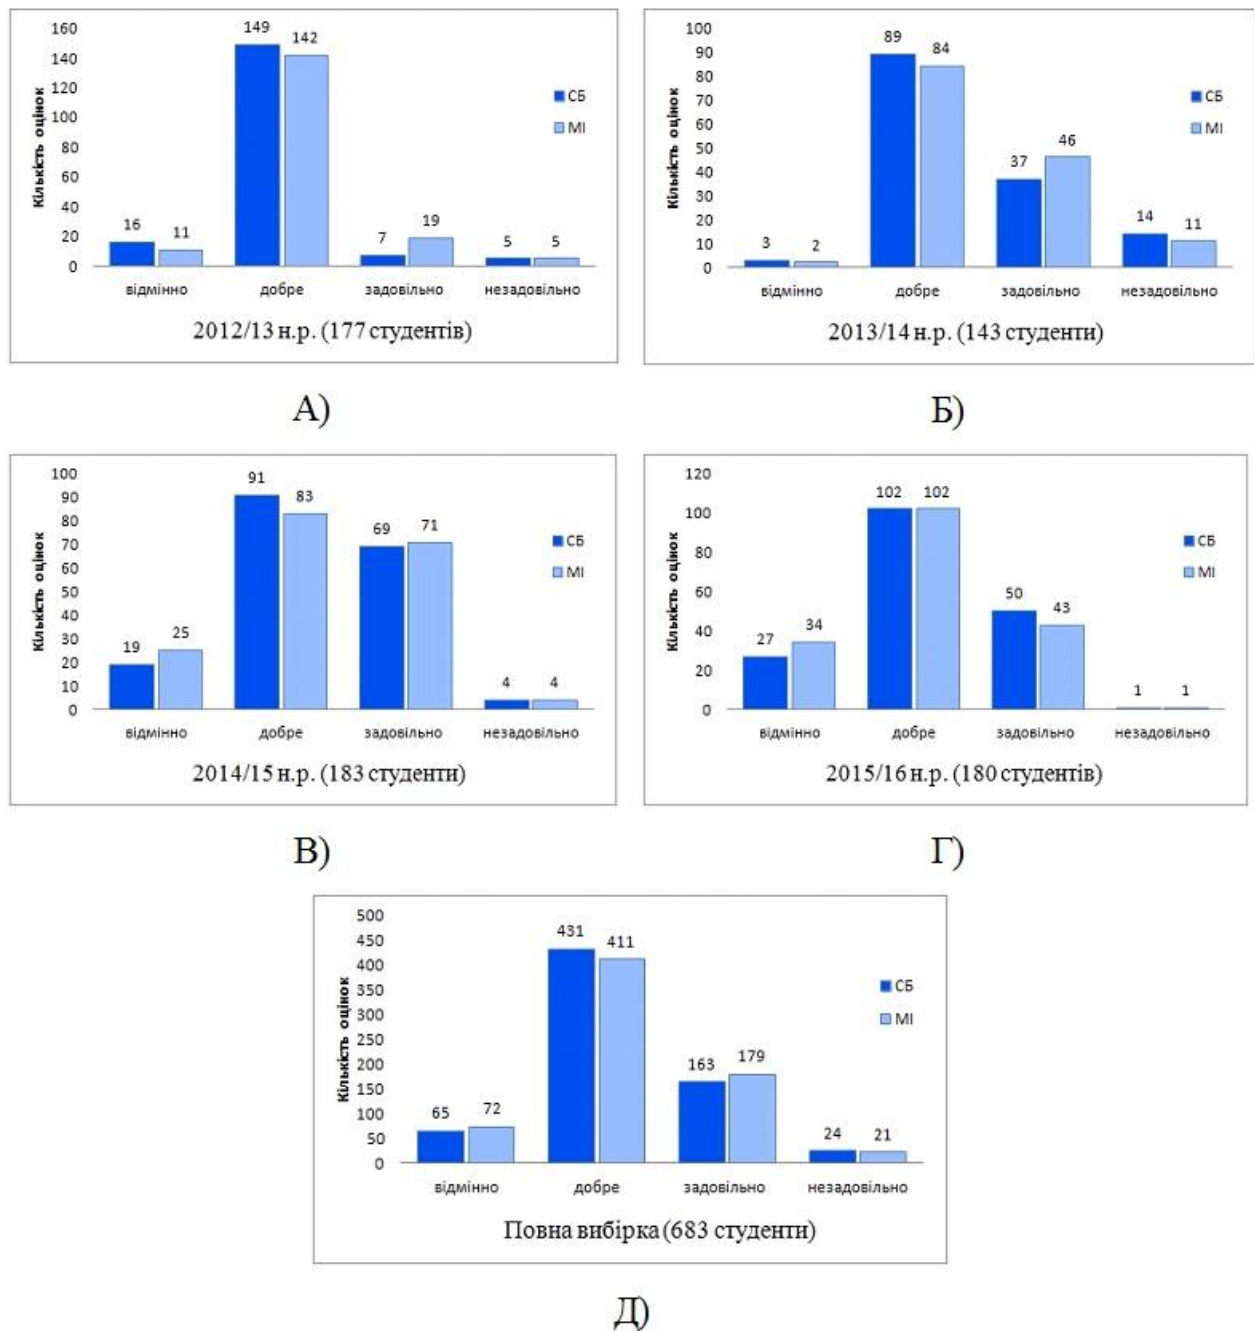 160
140
120
100
80
60
40
20
0
Кількість оцінок
149
142
16
11
7
19
5
5
СБ
МІ
відмінно добре задовільно незадовільно
2012/13 н.р. (177 студентів)
А)
100
90
80
70
60
50
40
30
20
10
0
Кількість оцінок
89
84
3
2
37
46
14
11
СБ
МІ
відмінно добре задовільно незадовільно
2013/14 н.р. (143 студенти)
Б)
100
90
80
70
60
50
40
30
20
10
0
Кількість оцінок
91
83
19
25
69
71
4
4
СБ
МІ
відмінно добре задовільно незадовільно
2014/15 н.р. (183 студенти)
В)
120
100
80
60
40
20
0
Кількість оцінок
102
102
27
34
50
43
1
1
СБ
МІ
відмінно добре задовільно незадовільно
2015/16 н.р. (180 студентів)
Г)
500
450
400
350
300
250
200
150
100
50
0
Кількість оцінок
431
411
65
72
163
179
24
21
СБ
МІ
відмінно добре задовільно незадовільно
Повна вибірка (683 студенти)
Д)